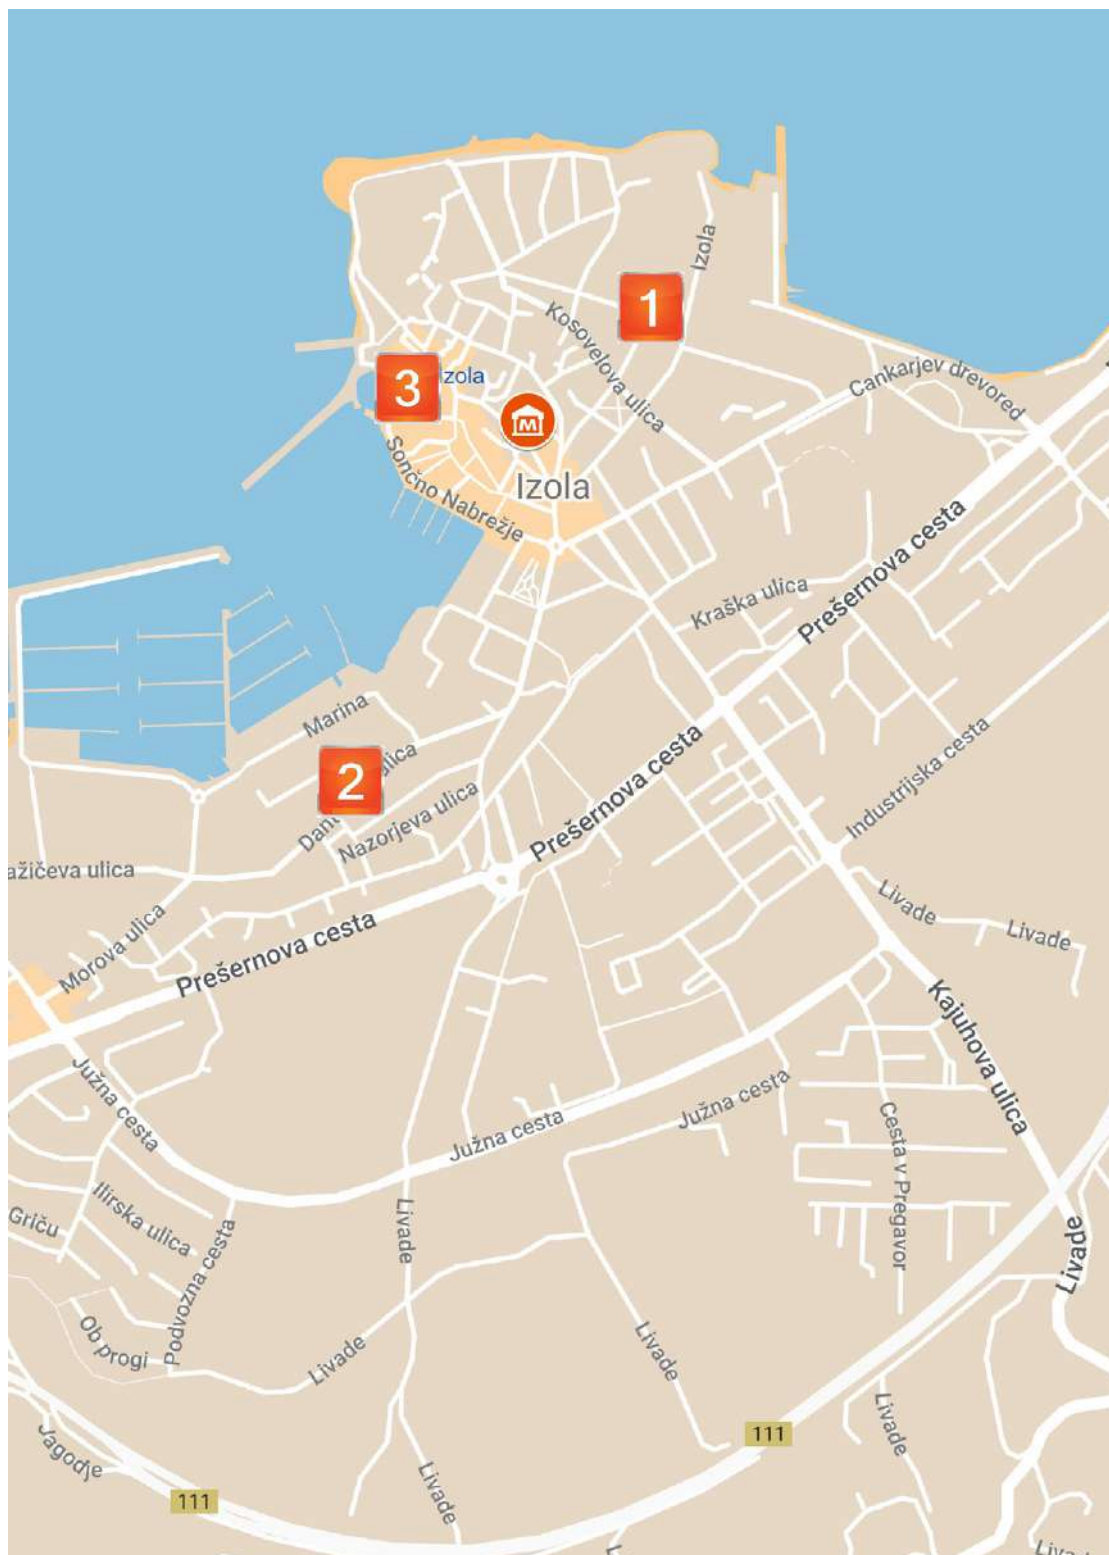 Izola
1
Kosovelova ulica
Izola
3
Cankarjev drevored
M
Sončno Nabrežje
Izola
Prešernova cesta
Kraška ulica
Marina
2
Prešernova cesta
Industrijska cesta
Nazorjeva ulica
ažičeva ulica
Livade
Livade
Prešernova cesta
Morova ulica
Kajuhova ulica
Južna cesta
Južna cesta
Južna cesta
Cesta v Pregavor
Ilirska ulica
Griču
Livade
Livade
Podvozna cesta
Ob progi
Livade
Livade
111
Livade
Jagodje
Livade
111